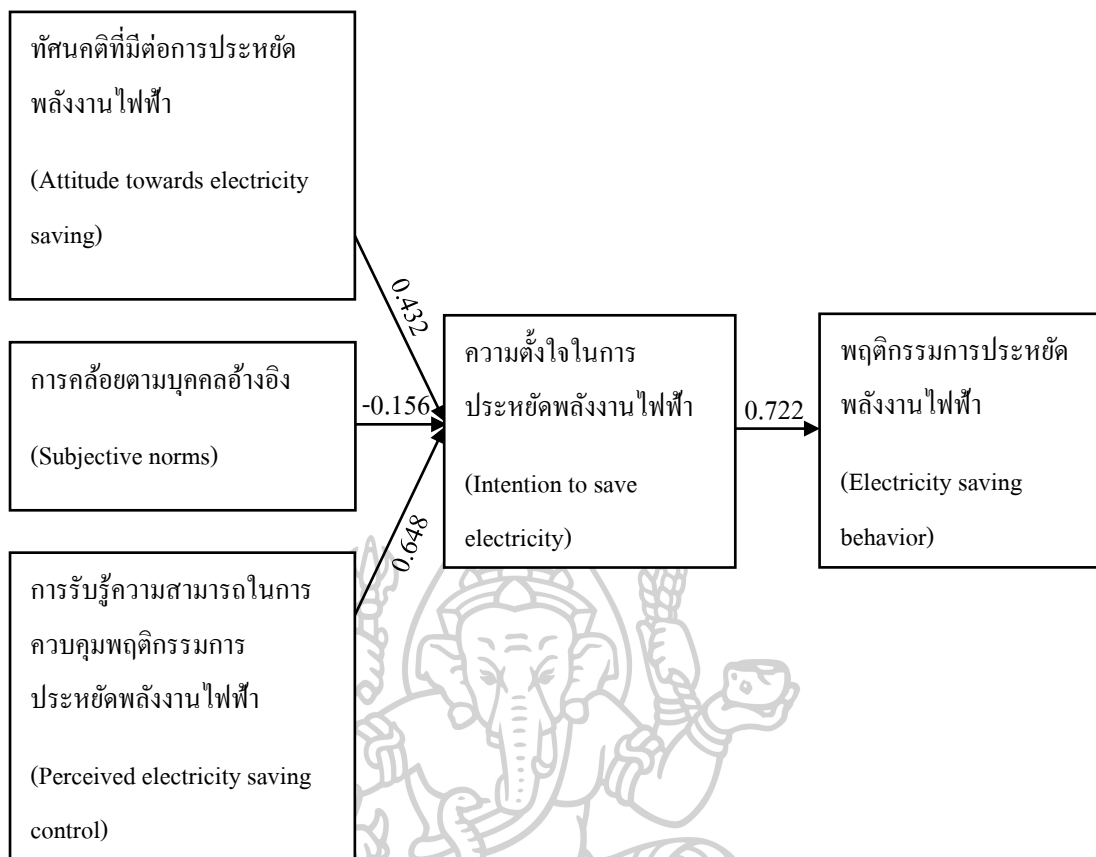 ทัศนคติที่มีต่อการประหยัด
พลังงานไฟฟ้า
(Attitude towards electricity
saving)
0.432
การคล้อยตามบุคคลอ้างอิง
(Subjective norms)
-0.156
การรับรู้ความสามารถในการ
ควบคุมพฤติกรรมการ
ประหยัดพลังงานไฟฟ้า
(Perceived electricity saving
control)
0.648
ความตั้งใจในการ
ประหยัดพลังงานไฟฟ้า
(Intention to save
electricity)
0.722
พฤติกรรมการประหยัด
พลังงานไฟฟ้า
(Electricity saving
behavior)